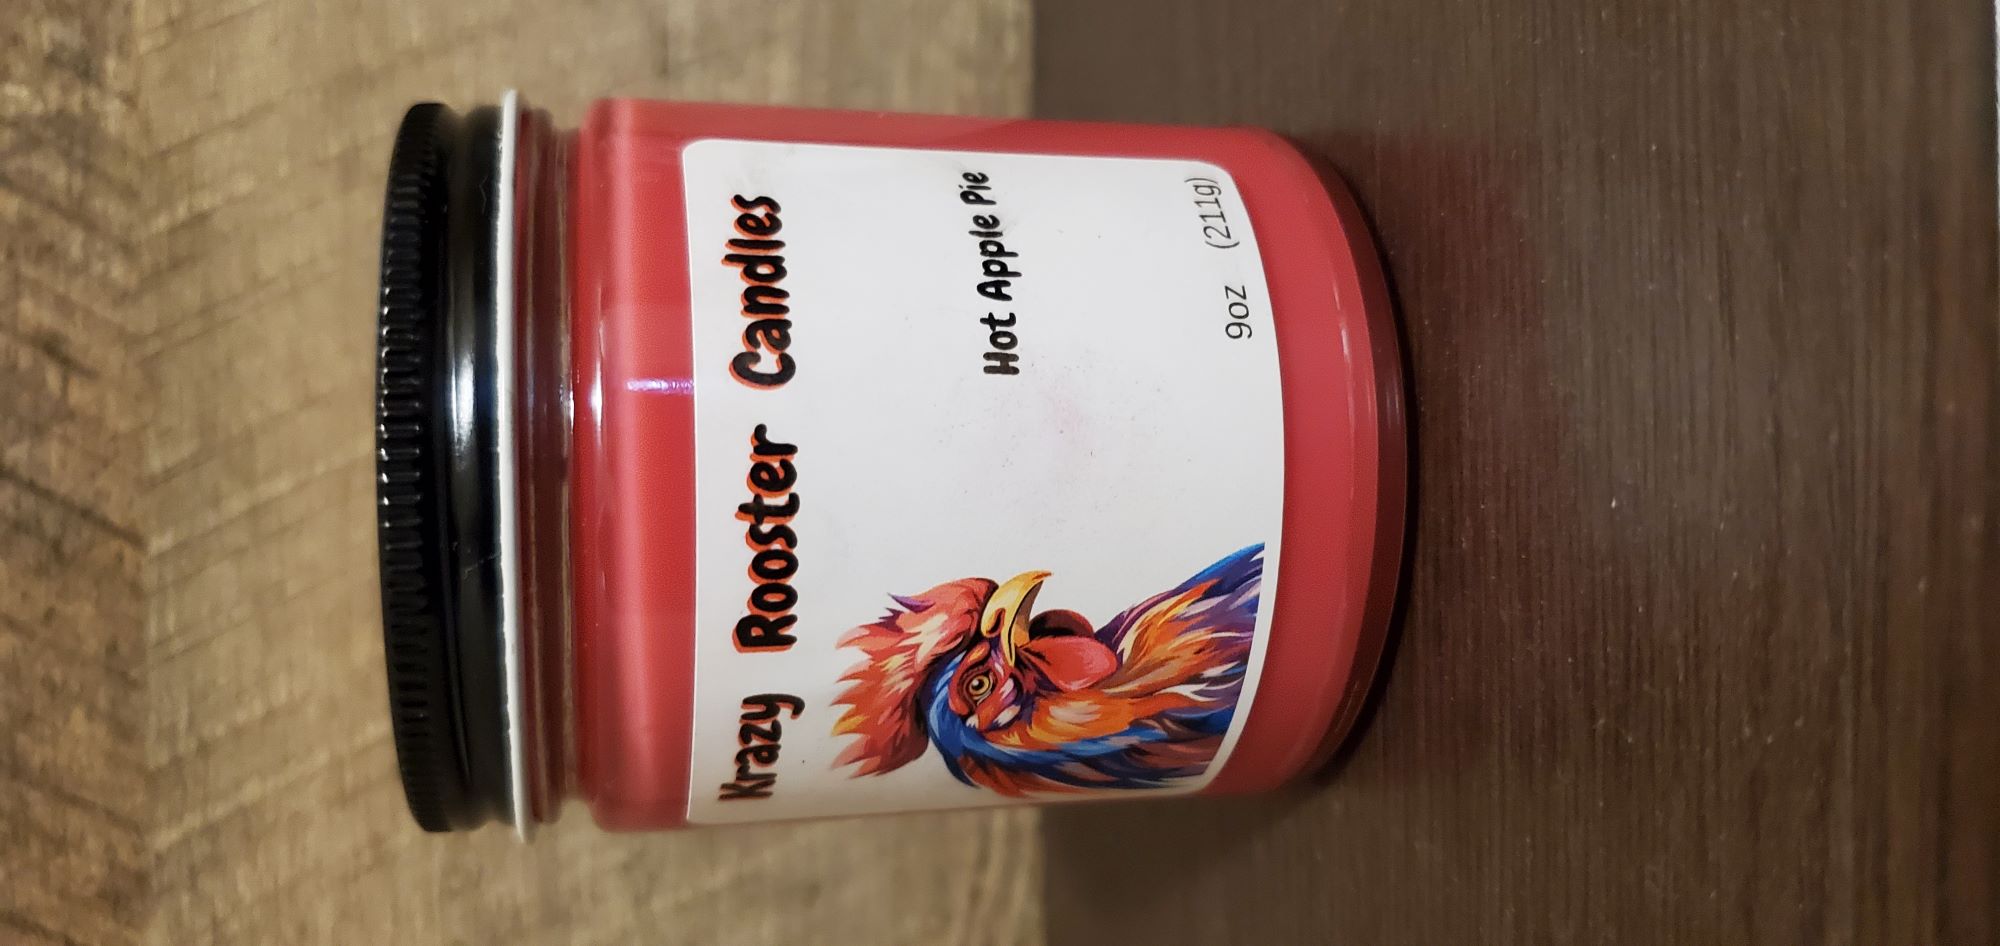 Krazy Rooster Candles
Hot Apple Pie
9oz (211g)